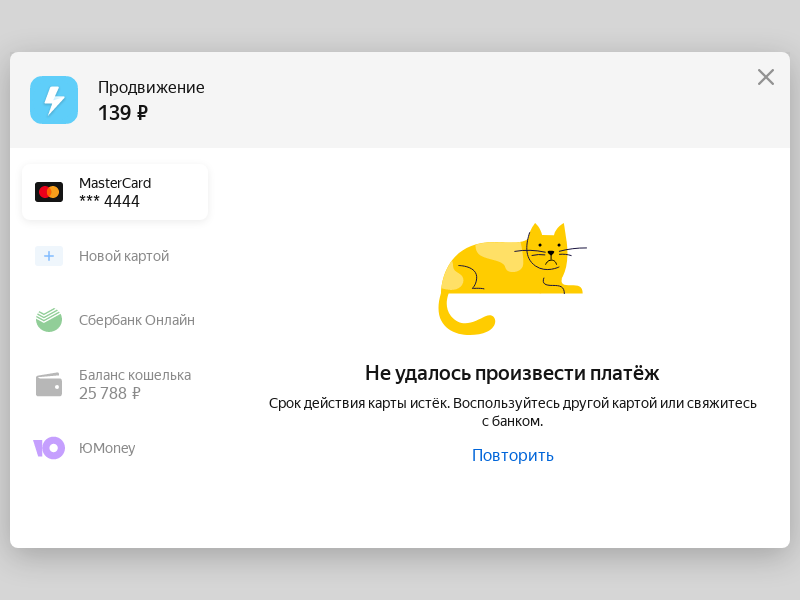 Продвижение
139 ₽
MasterCard
*** 4444
Новой картой
Сбербанк Онлайн
Баланс кошелька
25 788 ₽
ЮMoney
Не удалось произвести платёж
Срок действия карты истёк. Воспользуйтесь другой картой или свяжитесь
с банком.
Повторить